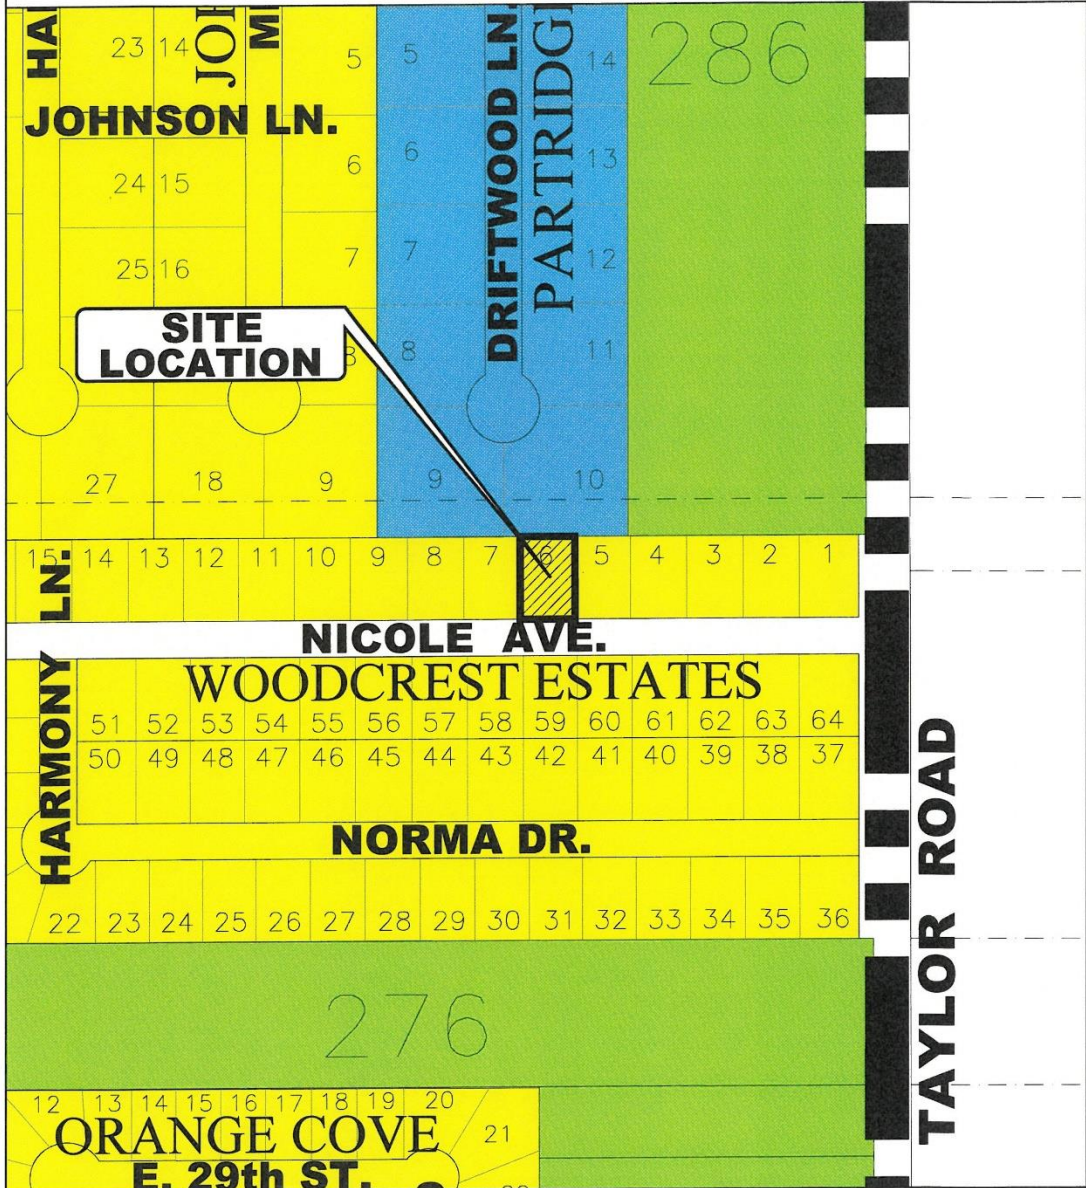 HA
23 14
JOH
MI
5
5
DRIFTWOOD LN.
PARTRIDG
14
286
JOHNSON LN.
6
6
13
24 15
7
7
12
25 16
SITE
LOCATION
8
8
11
27
18
9
9
10
15 14 13 12 11 10 9 8 7 6 5 4 3 2 1
HARMONY LN.
NICOLE AVE.
WOODCREST ESTATES
51 52 53 54 55 56 57 58 59 60 61 62 63 64
50 49 48 47 46 45 44 43 42 41 40 39 38 37
NORMA DR.
TAYLOR ROAD
22 23 24 25 26 27 28 29 30 31 32 33 34 35 36
276
12 13 14 15 16 17 18 19 20
ORANGE COVE
21
E. 29th ST.